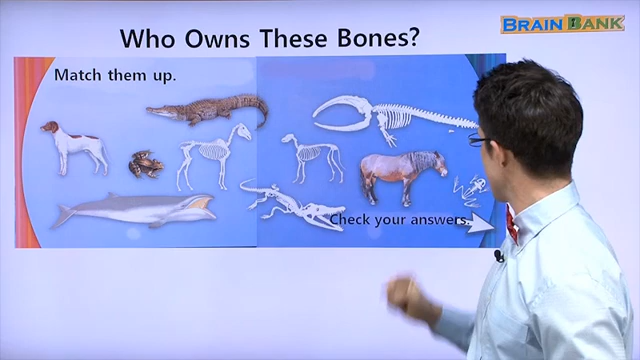 BRAIN BANK
Who Owns These Bones?
Match them up.
Check your answers.